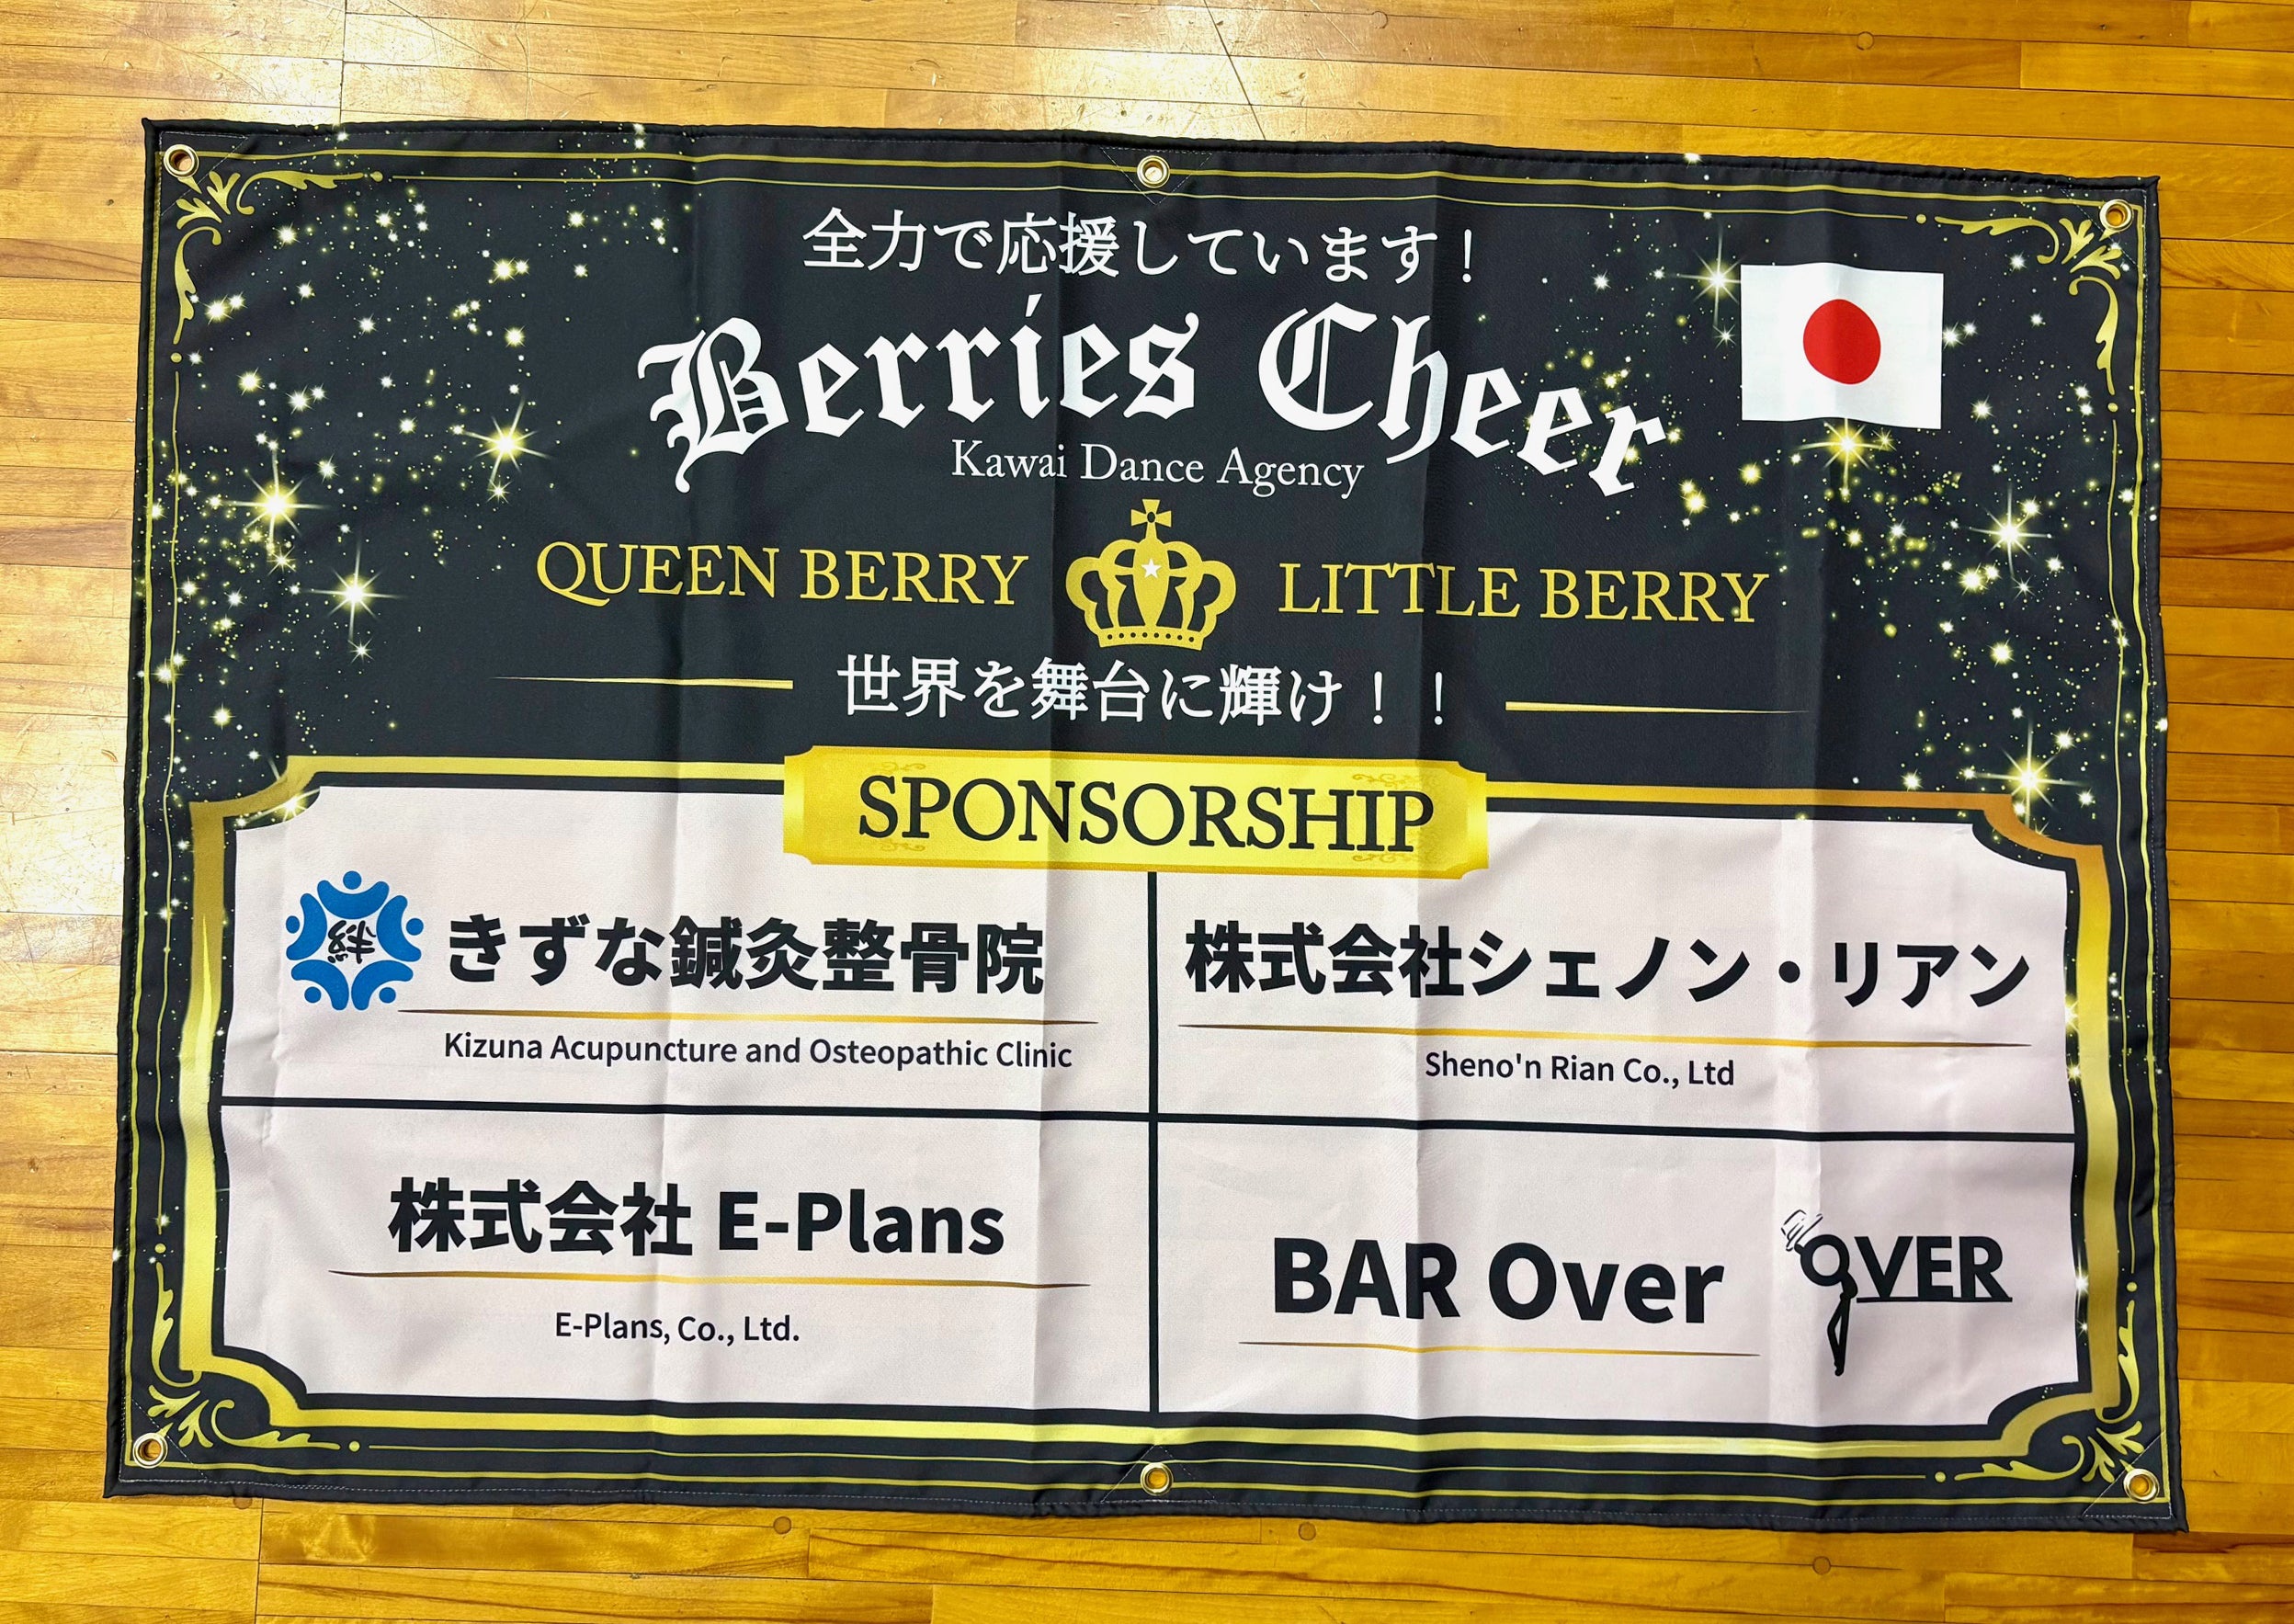 全力で応援しています！
Berries Cheer
Kawai Dance Agency
QUEEN BERRY LITTLE BERRY
世界を舞台に輝け！！
SPONSORSHIP
絆 きずな鍼灸整骨院
Kizuna Acupuncture and Osteopathic Clinic
株式会社シェノン・リアン
Sheno'n Rian Co., Ltd
株式会社 E-Plans
E-Plans, Co., Ltd.
BAR Over OVER